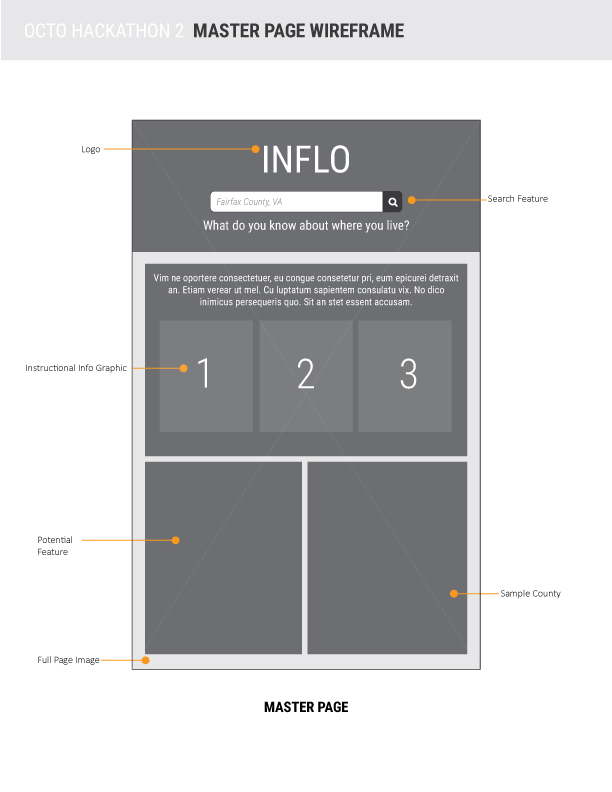 OCTO HACKATHON 2 MASTER PAGE WIREFRAME
Logo
INFLO
Fairfax County, VA
Search Feature
What do you know about where you live?
Vim ne oportere consectetuer, eu congue consetetur pri, eum epicurei detraxit
an. Etiam verear ut mel. Cu luptatum sapientem consulatu vix. No dico
inimicus persequeris quo. Sit an stet essent accusam.
Instructional Info Graphic
1 2 3
Potential
Feature
Sample County
Full Page Image
MASTER PAGE